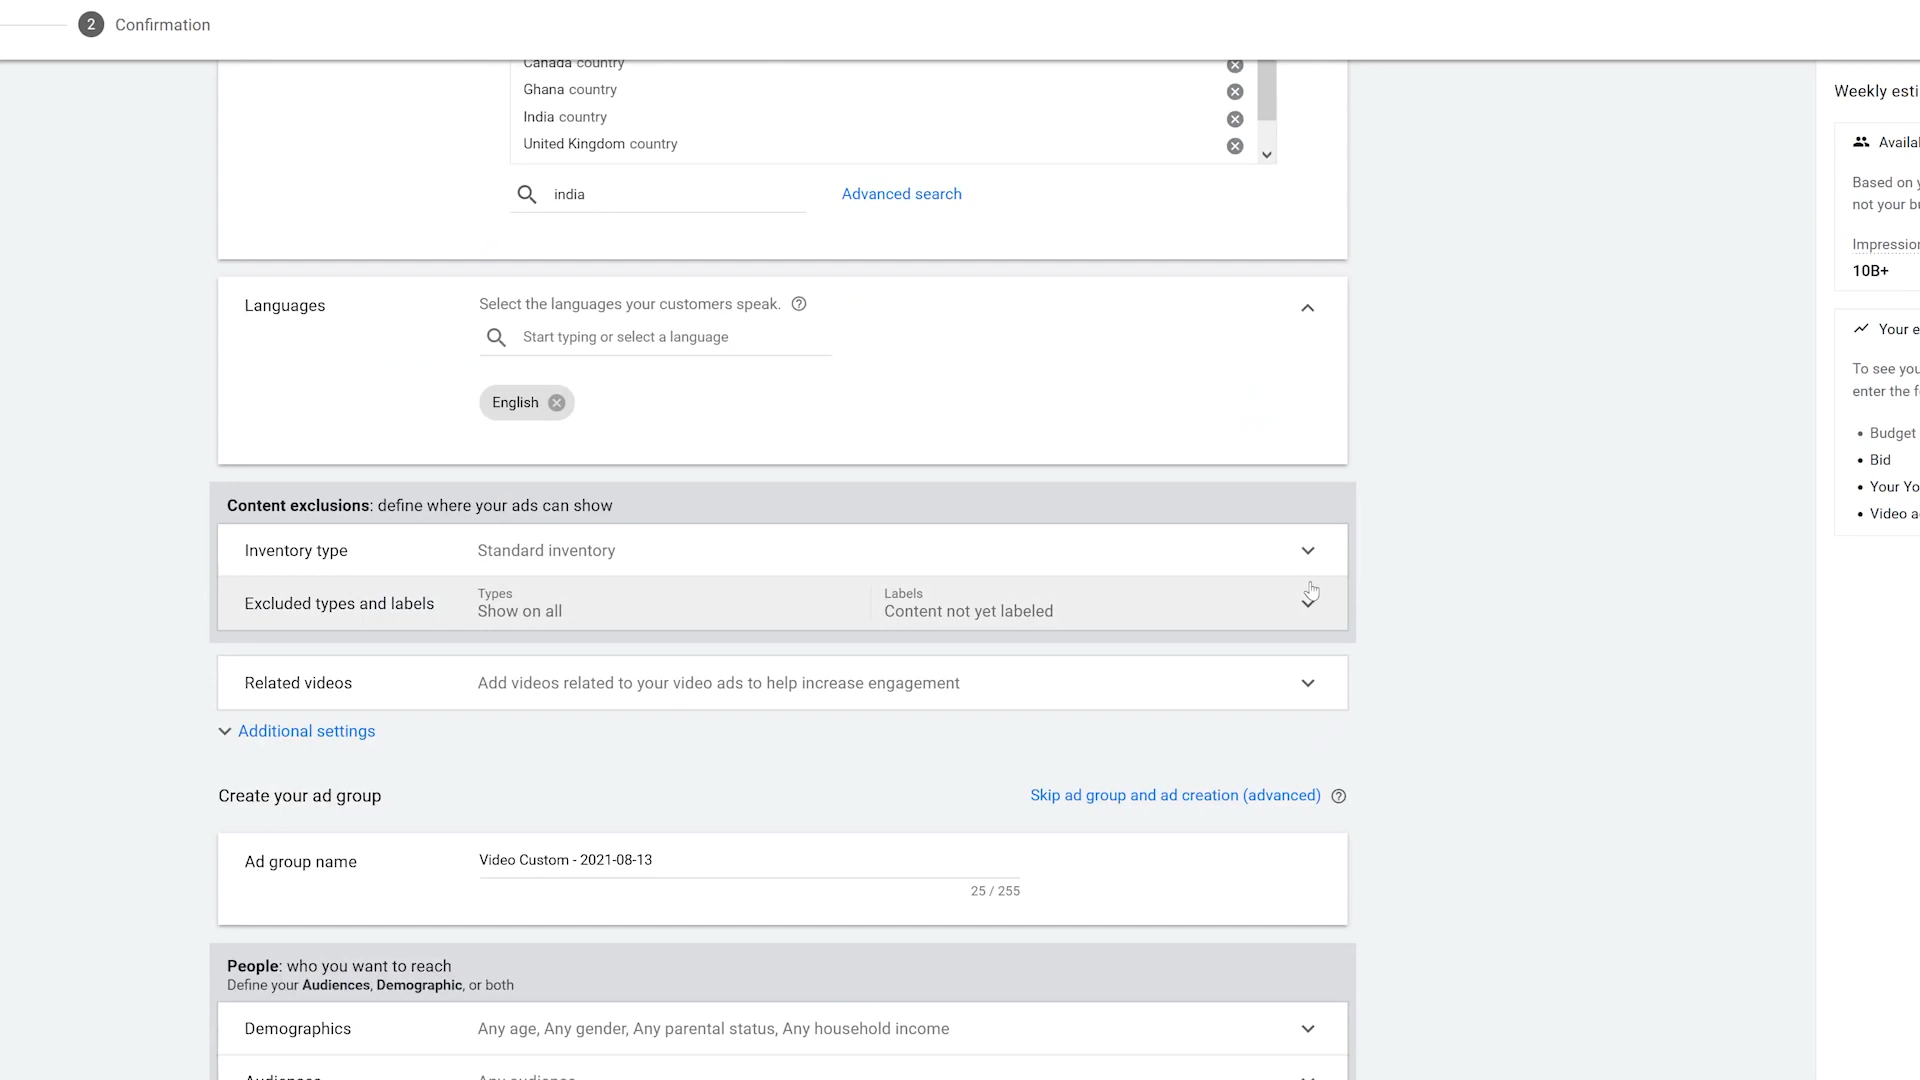 2 Confirmation
Canada country
Ghana country
India country
United Kingdom country
india
Advanced search
Languages
Select the languages your customers speak.
Start typing or select a language
English
Content exclusions: define where your ads can show
Inventory type
Standard inventory
Excluded types and labels
Types
Show on all
Labels
Content not yet labeled
Related videos
Add videos related to your video ads to help increase engagement
Additional settings
Create your ad group
Skip ad group and ad creation (advanced)
Ad group name
Video Custom - 2021-08-13
25 / 255
People: who you want to reach
Define your Audiences, Demographic, or both
Demographics
Any age, Any gender, Any parental status, Any household income
Weekly esti
Availa
Based on y
not your bu
Impression
10B+
Your e
To see you
enter the f
• Budget
• Bid
• Your Yo
• Video a